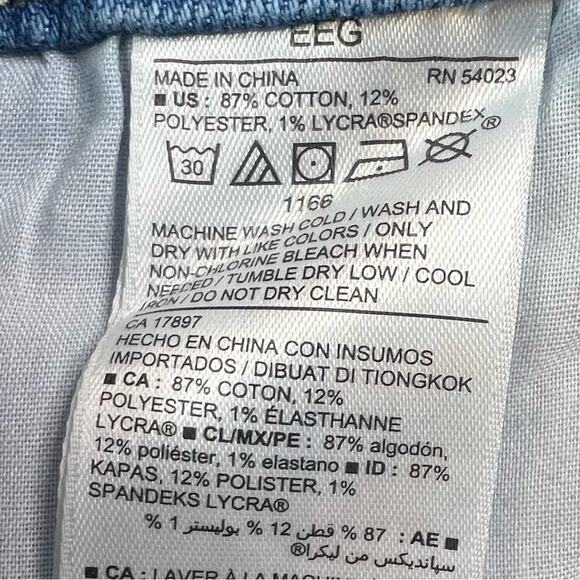 EEG
MADE IN CHINA RN 54023
■ US : 87% COTTON, 12%
POLYESTER, 1% LYCRA®SPANDEX®
30
1166
MACHINE WASH COLD / WASH AND
DRY WITH LIKE COLORS / ONLY
NON-CHLORINE BLEACH WHEN
NEEDED / TUMBLE DRY LOW / COOL
IRON / DO NOT DRY CLEAN
CA 17897
HECHO EN CHINA CON INSUMOS
IMPORTADOS / DIBUAT DI TIONGKOK
■ CA : 87% COTON, 12%
POLYESTER, 1% ÉLASTHANNE
LYCRA® ■ CL/MX/PE : 87% algodón,
12% poliéster, 1% elastano ■ ID : 87%
KAPAS, 12% POLISTER, 1%
SPANDEKS LYCRA®
■ AE : 87 % قطن 12 % بوليستر 1 %
سپانديكس من ليكرا®
■ CA : LAVER À LA